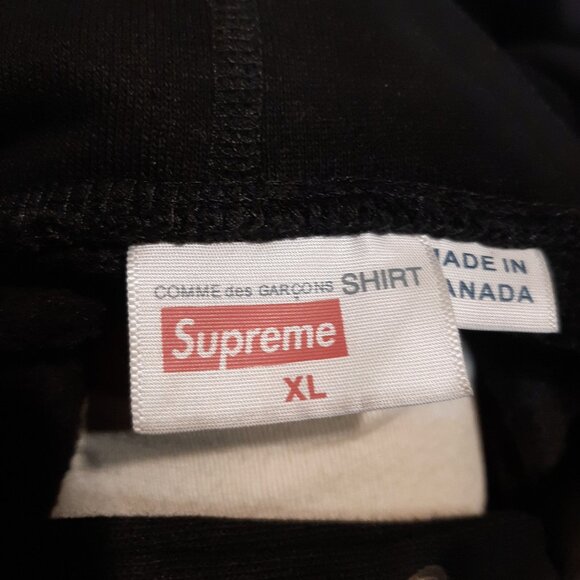 COMME des GARÇONS SHIRT
Supreme
XL
ADE IN
ANADA